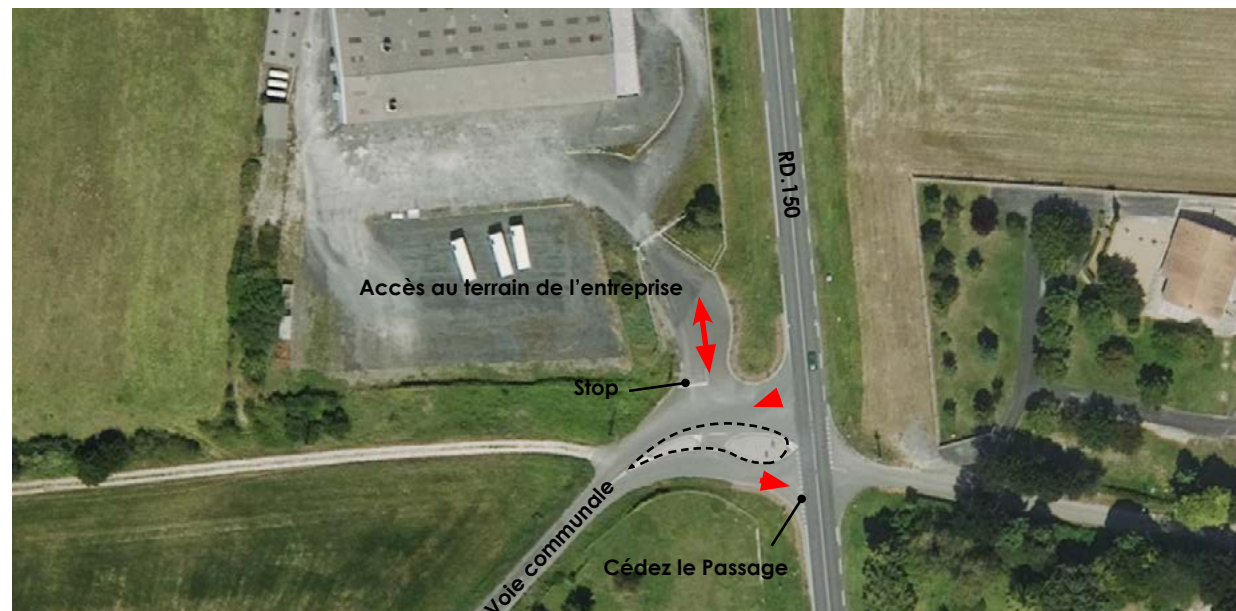 RD.150
Accès au terrain de l'entreprise
Stop
Voie communale
Cédez le Passage